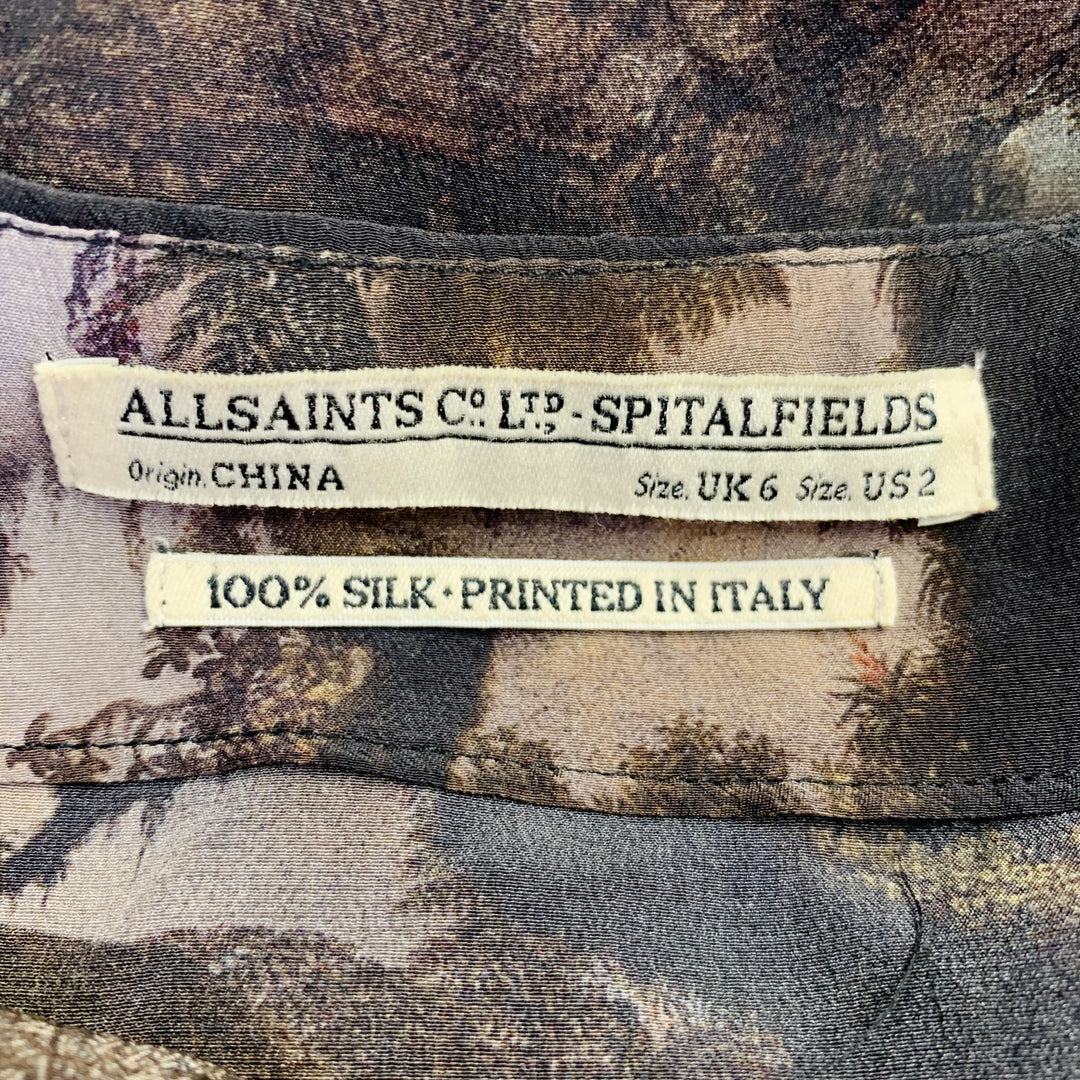 ALLSAINTS Cº. LTD, - SPITALFIELDS
Origin. CHINA Size. UK 6 Size. US 2
100% SILK · PRINTED IN ITALY